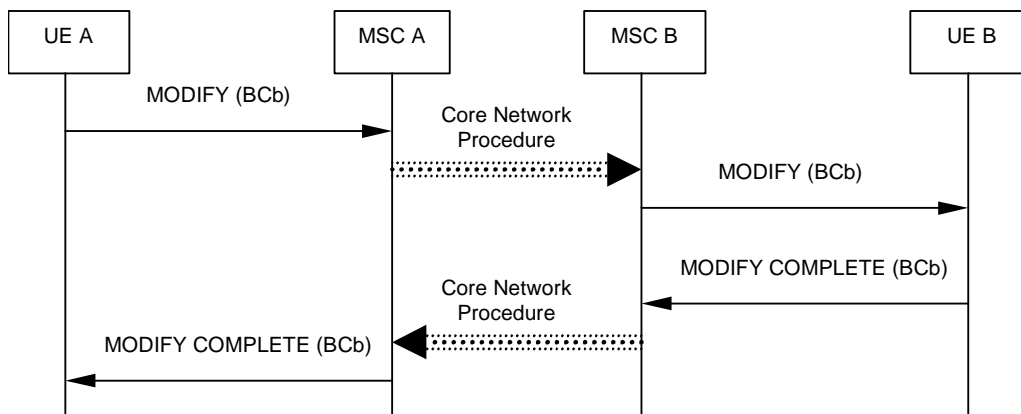 UE A
MSC A
MSC B
UE B
MODIFY (BCb)
Core Network
Procedure
MODIFY (BCb)
MODIFY COMPLETE (BCb)
Core Network
Procedure
MODIFY COMPLETE (BCb)